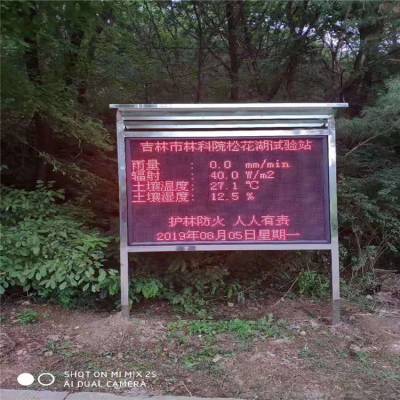 吉林市林科院松花湖试验站
雨量 : 0.0 mm/min
辐射 : 40.0 W/m2
土壤温度: 27.1 ℃
土壤湿度: 12.5 %
护林防火 人人有责
2019年08月05日星期一
SHOT ON MI MIX 2S
AI DUAL CAMERA